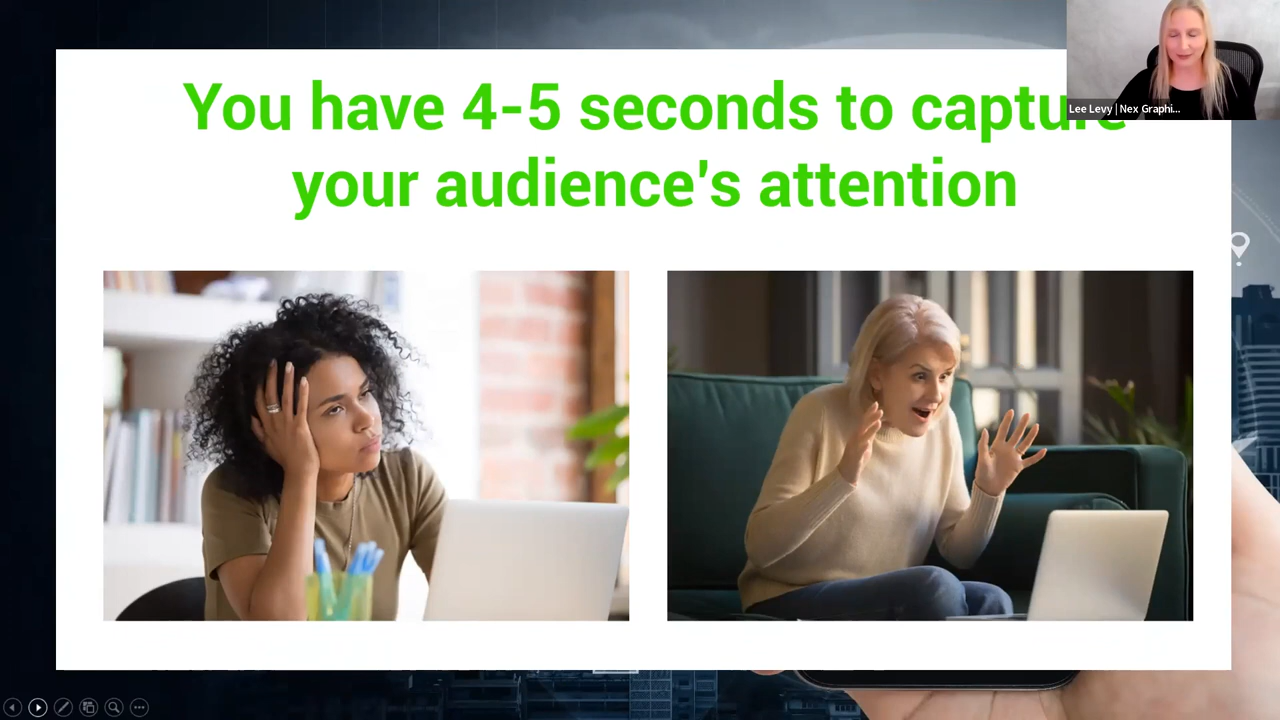 You have 4-5 seconds to capture
your audience's attention
Lee Levy | Nex Graphi...